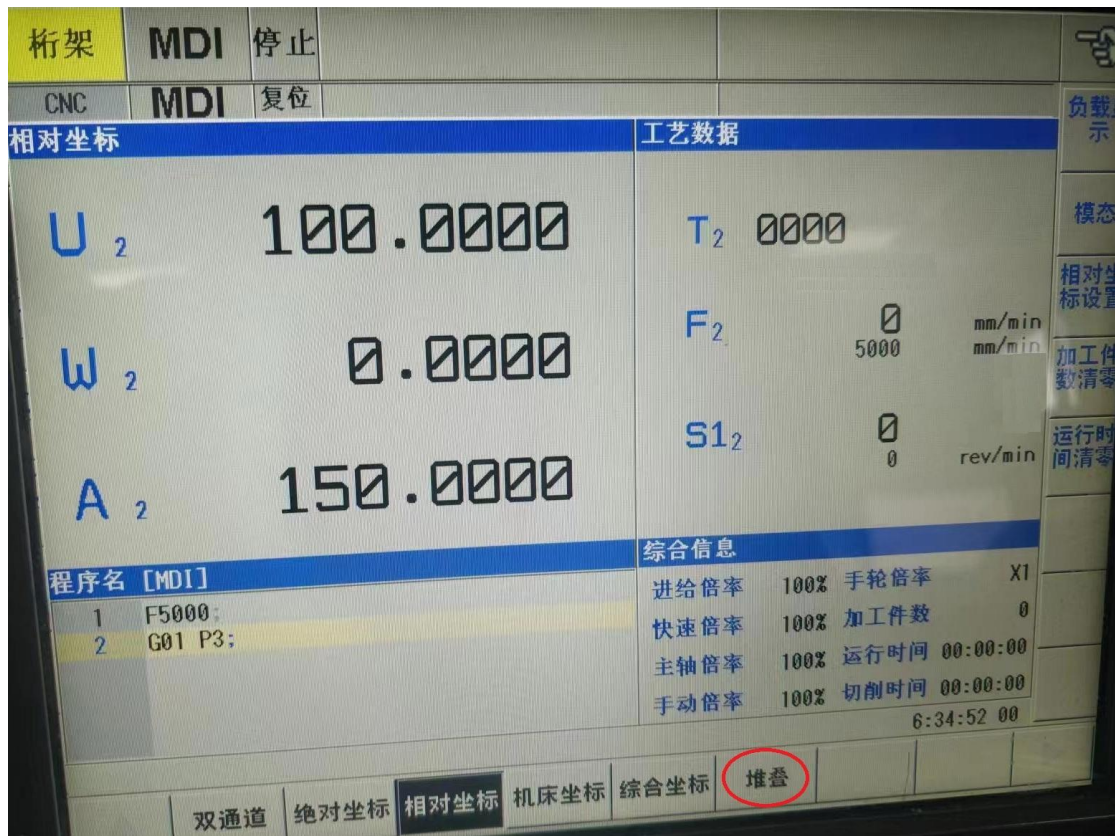 桁架 MDI 停止
CNC MDI 复位
相对坐标 工艺数据
U 2 100.0000 T2 0000
W 2 0.0000 F2 0 mm/min
5000 mm/min
A 2 150.0000 S12 0
0 rev/min
程序名 [MDI]
1 F5000;
2 G01 P3;
综合信息
进给倍率 100% 手轮倍率 X1
快速倍率 100% 加工件数 0
主轴倍率 100% 运行时间 00:00:00
手动倍率 100% 切削时间 00:00:00
6:34:52 00
负载
示
模态
相对坐
标设置
加工件
数清零
运行时
间清零
双通道 绝对坐标 相对坐标 机床坐标 综合坐标 堆叠